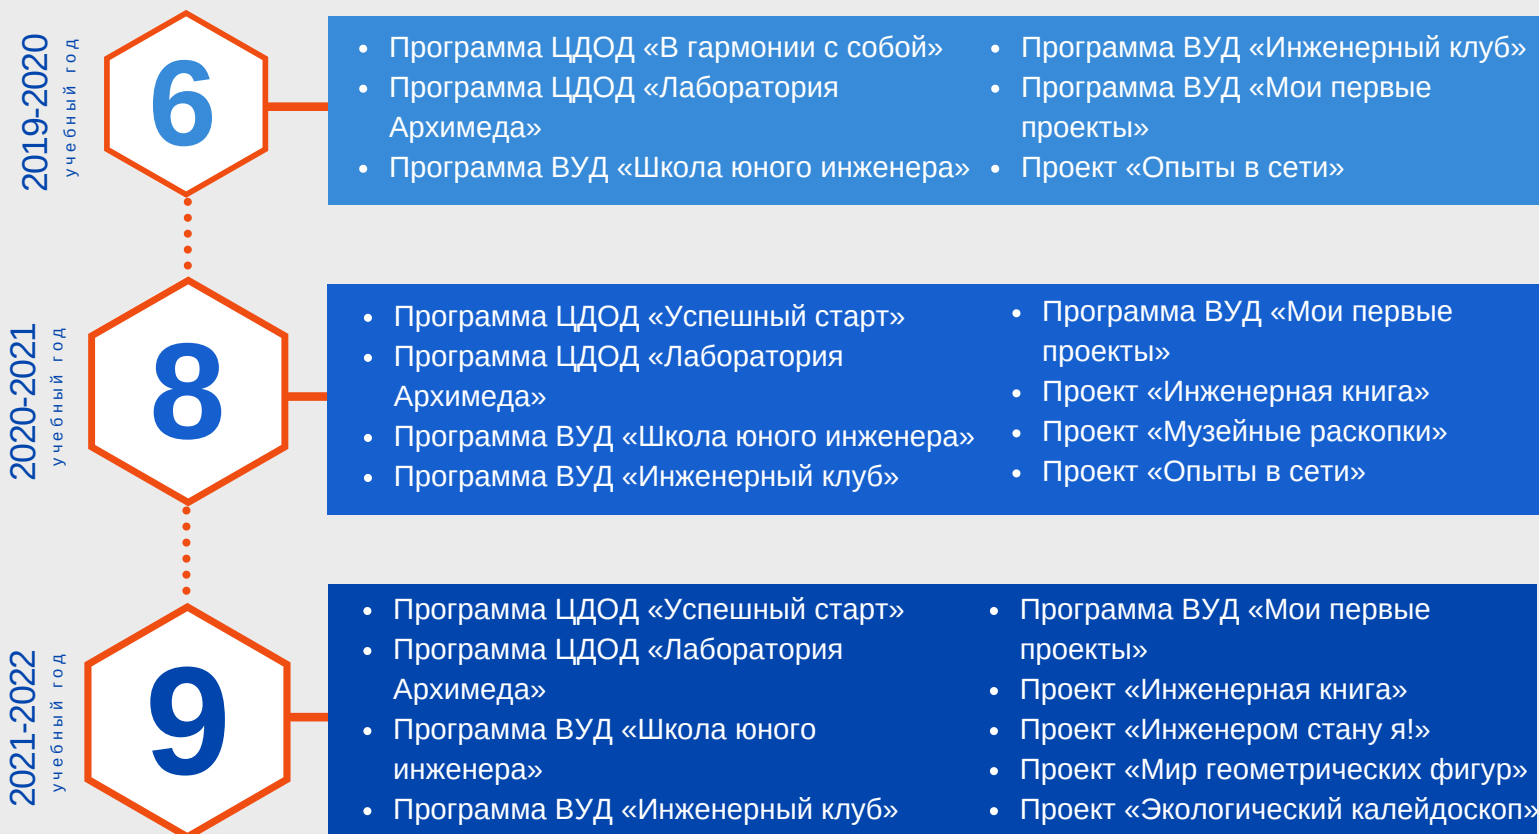 2019-2020
учебный год
6
• Программа ЦДОД «В гармонии с собой»
• Программа ЦДОД «Лаборатория
Архимеда»
• Программа ВУД «Школа юного инженера»
• Программа ВУД «Инженерный клуб»
• Программа ВУД «Мои первые
проекты»
• Проект «Опыты в сети»
2020-2021
учебный год
8
• Программа ЦДОД «Успешный старт»
• Программа ЦДОД «Лаборатория
Архимеда»
• Программа ВУД «Школа юного инженера»
• Программа ВУД «Инженерный клуб»
• Программа ВУД «Мои первые
проекты»
• Проект «Инженерная книга»
• Проект «Музейные раскопки»
• Проект «Опыты в сети»
2021-2022
учебный год
9
• Программа ЦДОД «Успешный старт»
• Программа ЦДОД «Лаборатория
Архимеда»
• Программа ВУД «Школа юного
инженера»
• Программа ВУД «Инженерный клуб»
• Программа ВУД «Мои первые
проекты»
• Проект «Инженерная книга»
• Проект «Инженером стану я!»
• Проект «Мир геометрических фигур»
• Проект «Экологический калейдоскоп»